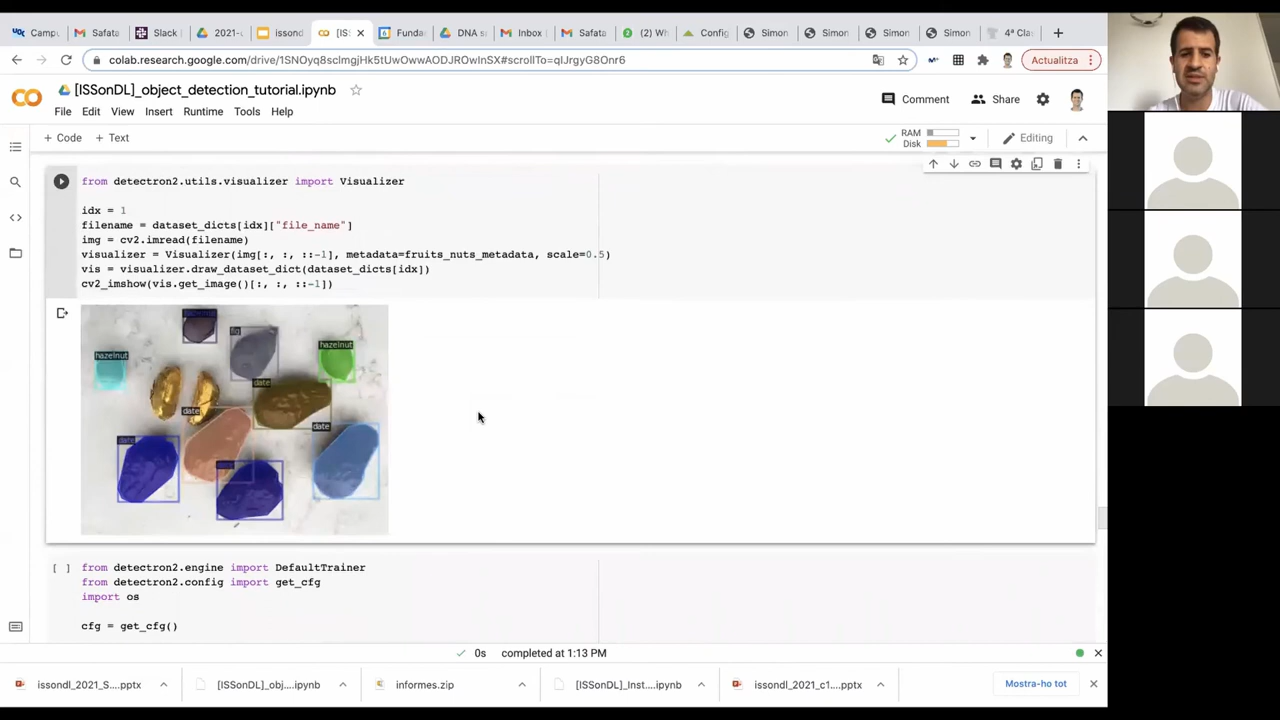 Campu
Safata
Slack
2021-
issond
[IS
Funda
DNA s
Inbox
Safata
(2) Wh
Config
Simon
Simon
Simon
Simon
4ª Cla
colab.research.google.com/drive/1SNOyq8sclmgjHk5tUwOwwAODJROwInSX#scrollTo=qIJrgyG8Onr6
Actualitza
[ISSonDL]_object_detection_tutorial.ipynb
File Edit View Insert Runtime Tools Help
Comment
Share
+ Code + Text
RAM
Disk
Editing
from detectron2.utils.visualizer import Visualizer
idx = 1
filename = dataset_dicts[idx]["file_name"]
img = cv2.imread(filename)
visualizer = Visualizer(img[:, :, ::-1], metadata=fruits_nuts_metadata, scale=0.5)
vis = visualizer.draw_dataset_dict(dataset_dicts[idx])
cv2_imshow(vis.get_image()[:, :, ::-1])
fig
hazelnut
hazelnut
date
date
date
date
[ ]
from detectron2.engine import DefaultTrainer
from detectron2.config import get_cfg
import os
cfg = get_cfg()
0s completed at 1:13 PM
issondl_2021_S....pptx
[ISSonDL]_obj....ipynb
informes.zip
[ISSonDL]_Inst....ipynb
issondl_2021_c1....pptx
Mostra-ho tot